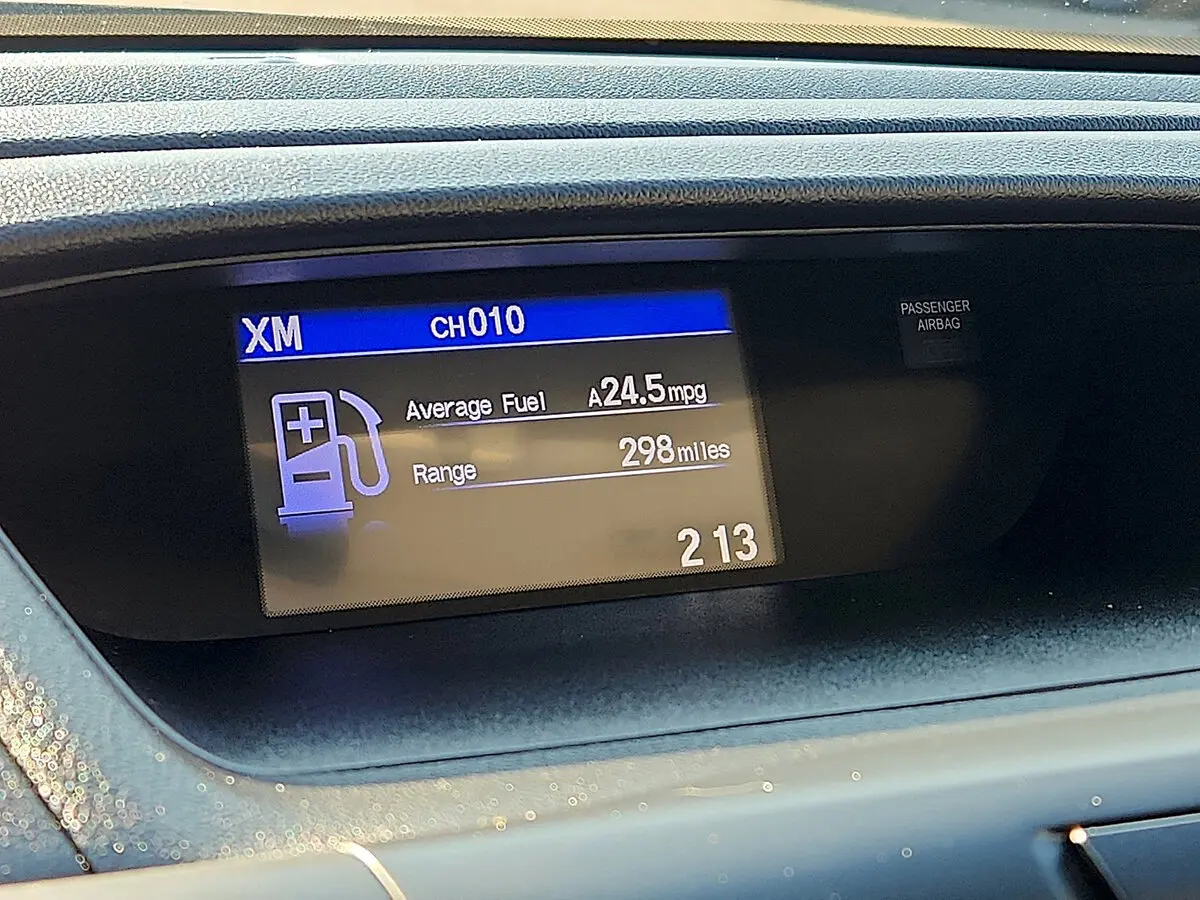 XM CH010
PASSENGER
AIRBAG
Average Fuel A24.5mpg
Range 298miles
2 13